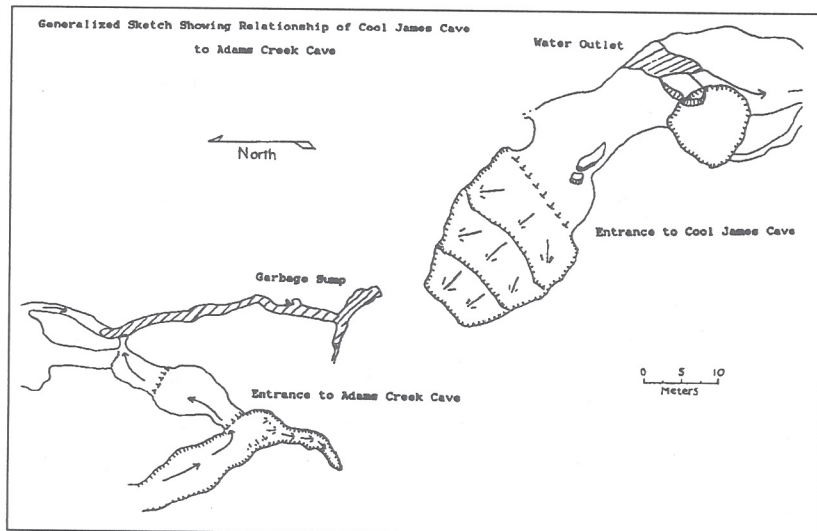 Generalized Sketch Showing Relationship of Cool James Cave
to Adams Creek Cave
Water Outlet
North
Entrance to Cool James Cave
Garbage Sump
Entrance to Adams Creek Cave
0 5 10
Meters